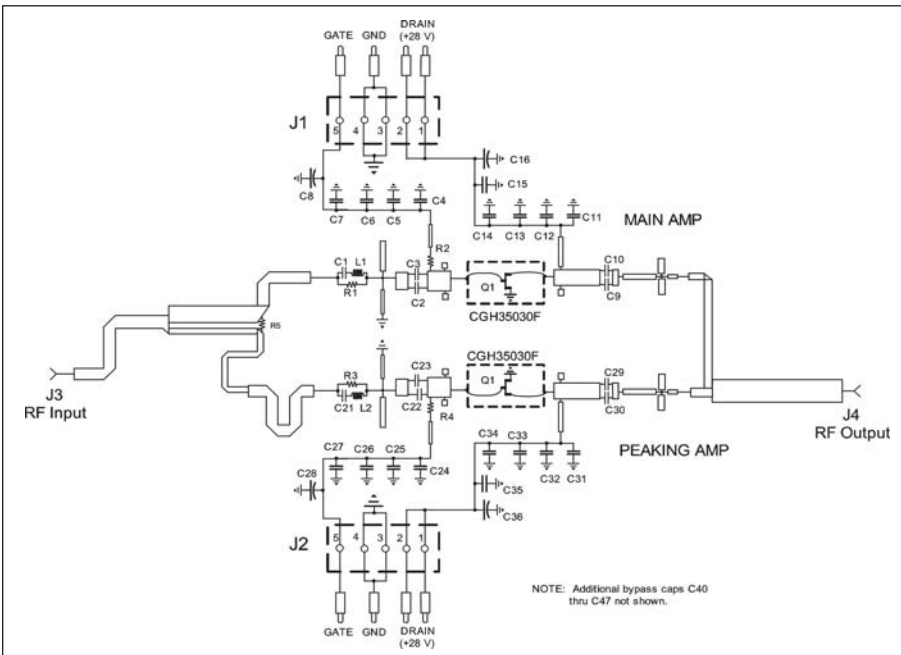 DRAIN
GATE GND (+28 V)
J1
5 4 3 2 1
C16
C15
C8
C7 C6 C5 C4
C14 C13 C12 C11
MAIN AMP
R2
C1 L1 C3 C10
R1 C2 Q1 C9
CGH35030F
R5
J3
RF Input
CGH35030F
R3 C23 Q1 C29
C21 L2 C22 R4 C30
J4
RF Output
PEAKING AMP
C28 C27 C26 C25 C24
C34 C33 C32 C31
C35
C36
J2
5 4 3 2 1
GATE GND DRAIN
(+28 V)
NOTE: Additional bypass caps C40
thru C47 not shown.